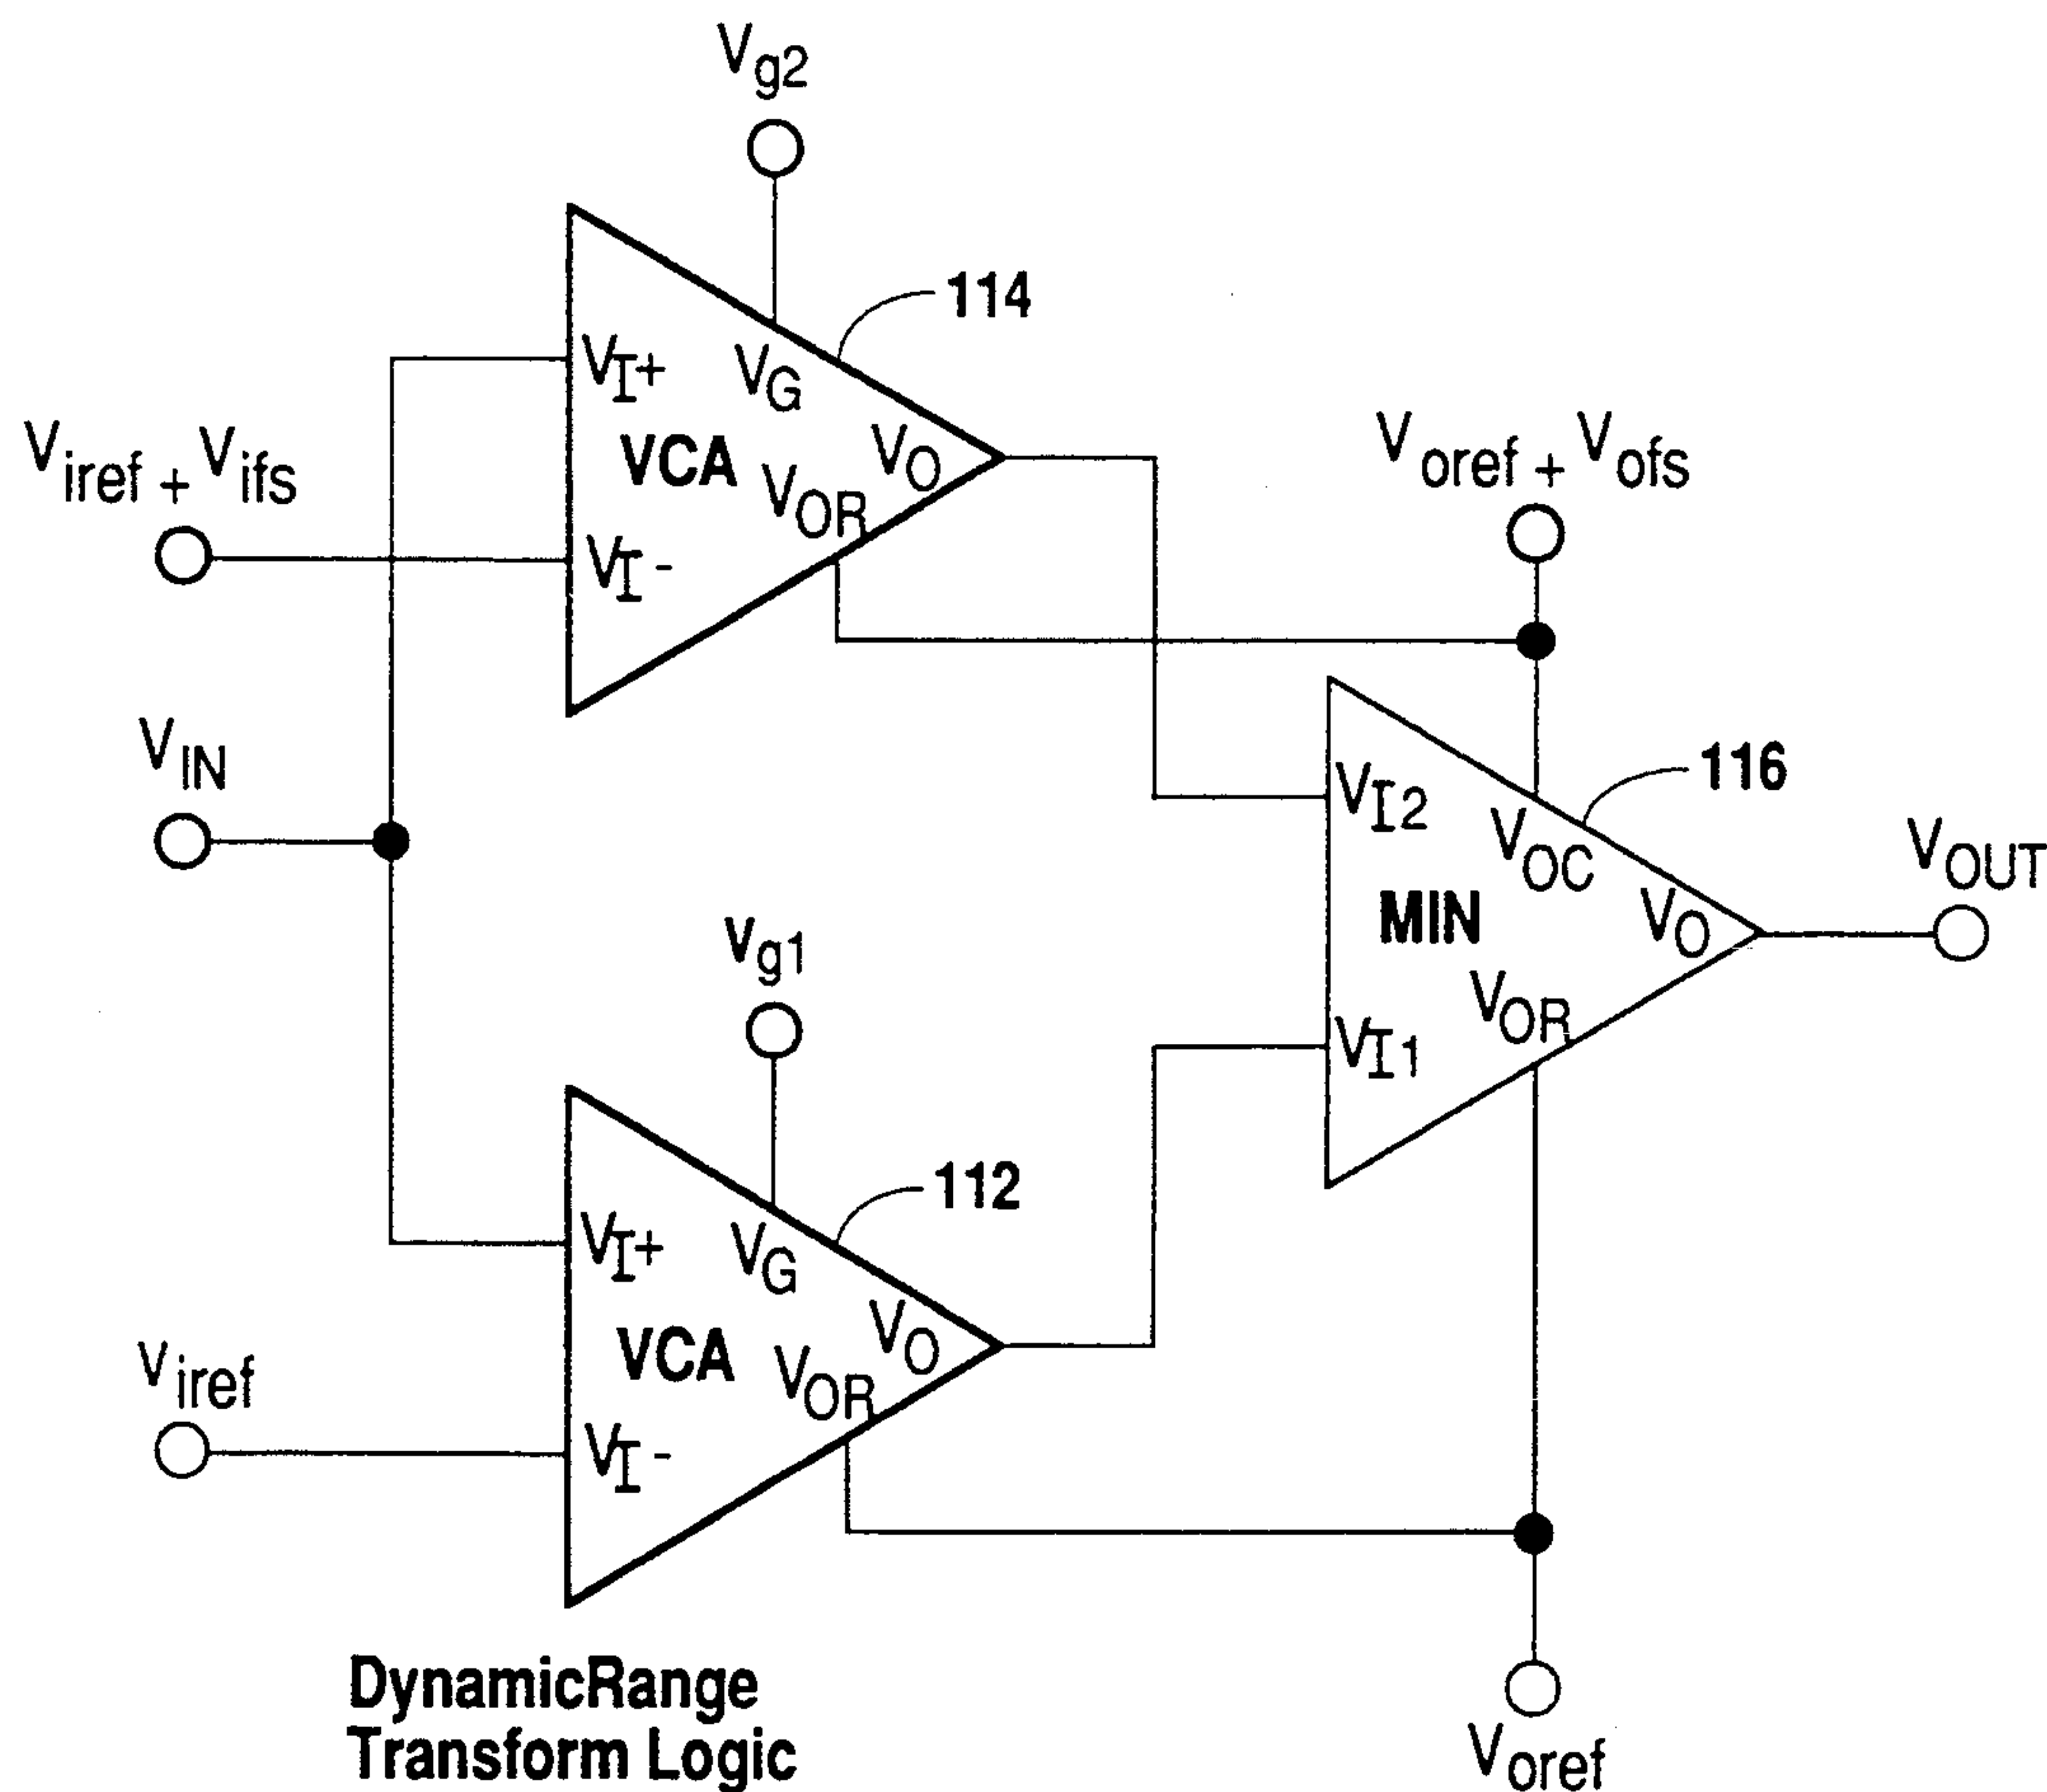 Vg2
114
VI+
VG
Viref + Vifs
VCA
VO
VOR
VI-
Voref + Vofs
VIN
116
VI2
VOC
VOUT
MIN
VO
Vg1
VOR
VI1
112
VI+
VG
VO
Viref
VCA
VOR
VI-
DynamicRange
Transform Logic
Voref